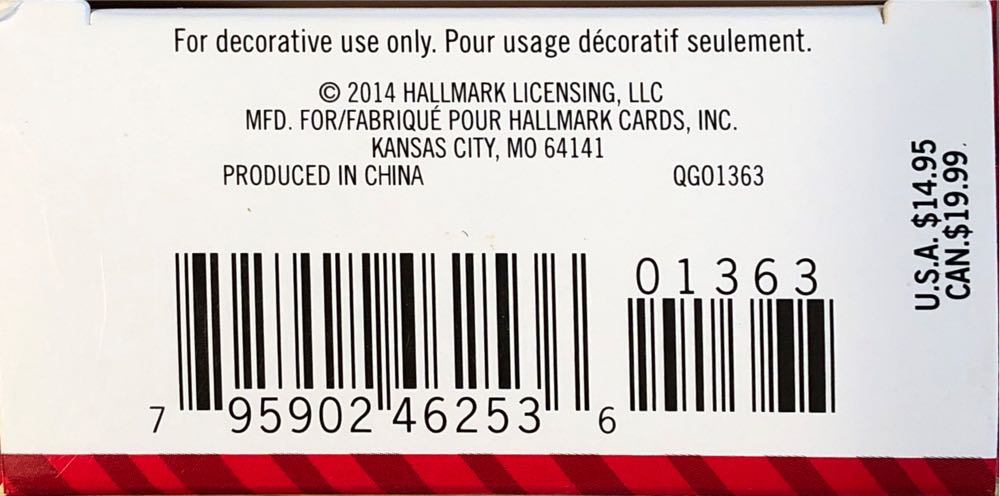 For decorative use only. Pour usage décoratif seulement.
© 2014 HALLMARK LICENSING, LLC
MFD. FOR/FABRIQUÉ POUR HALLMARK CARDS, INC.
KANSAS CITY, MO 64141
PRODUCED IN CHINA QGO1363
U.S.A. $14.95
CAN.$19.99.
01363
7 95902 46253 6